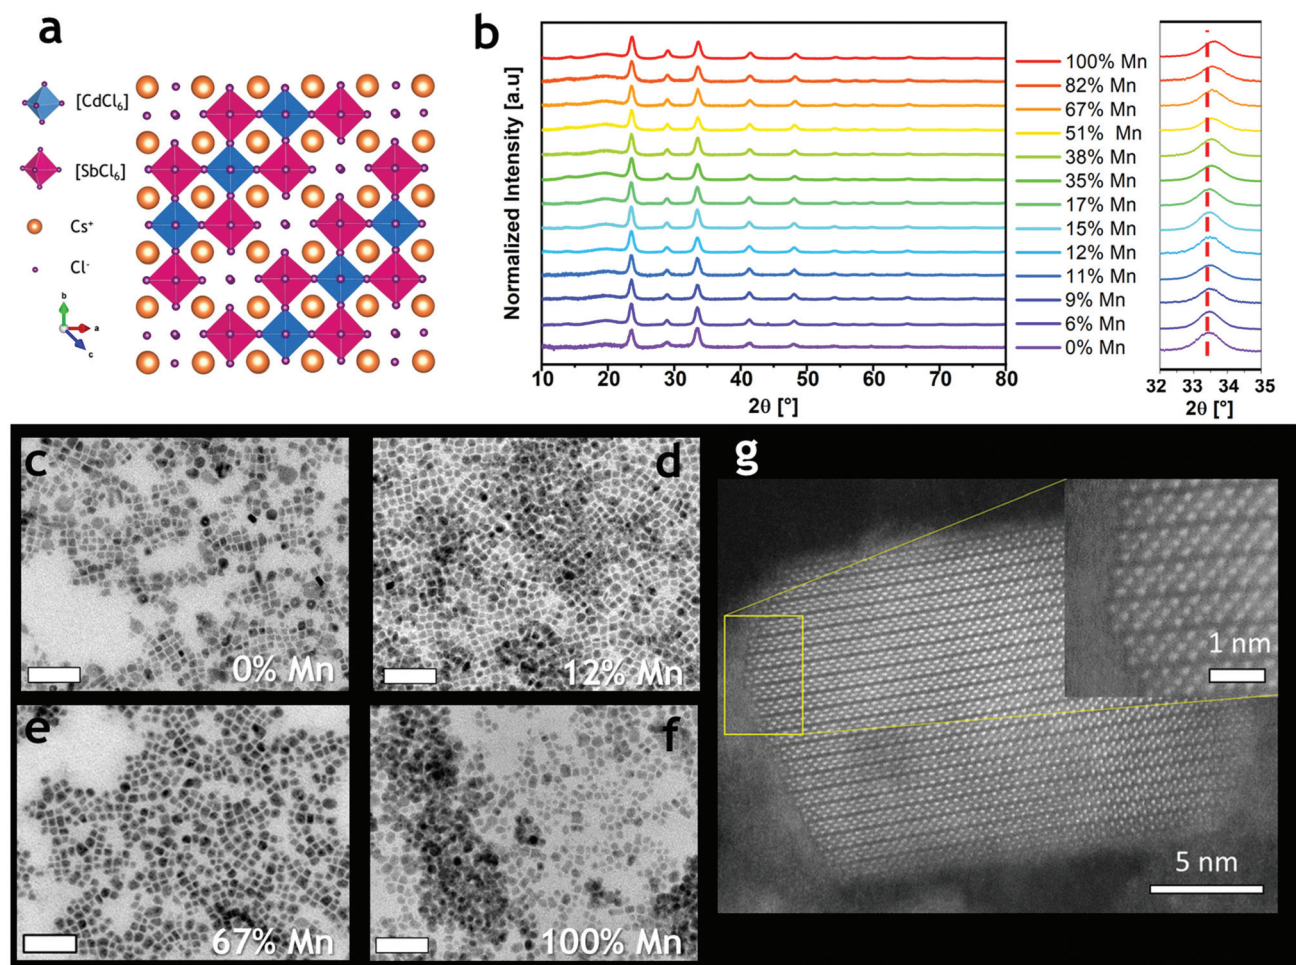 a
[CdCl6]
[SbCl6]
Cs+
Cl-
b
a
c
b
Normalized Intensity [a.u]
10 20 30 40 50 60 70 80
2θ [°]
100% Mn
82% Mn
67% Mn
51% Mn
38% Mn
35% Mn
17% Mn
15% Mn
12% Mn
11% Mn
9% Mn
6% Mn
0% Mn
32 33 34 35
2θ [°]
c
0% Mn
d
12% Mn
e
67% Mn
f
100% Mn
g
1 nm
5 nm